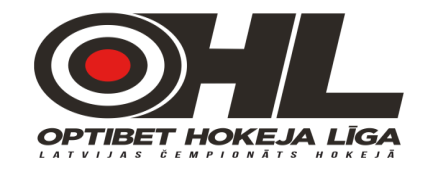 OHL
OPTIBET HOKEJA LĪGA
LATVIJAS ČEMPIONĀTS HOKEJĀ